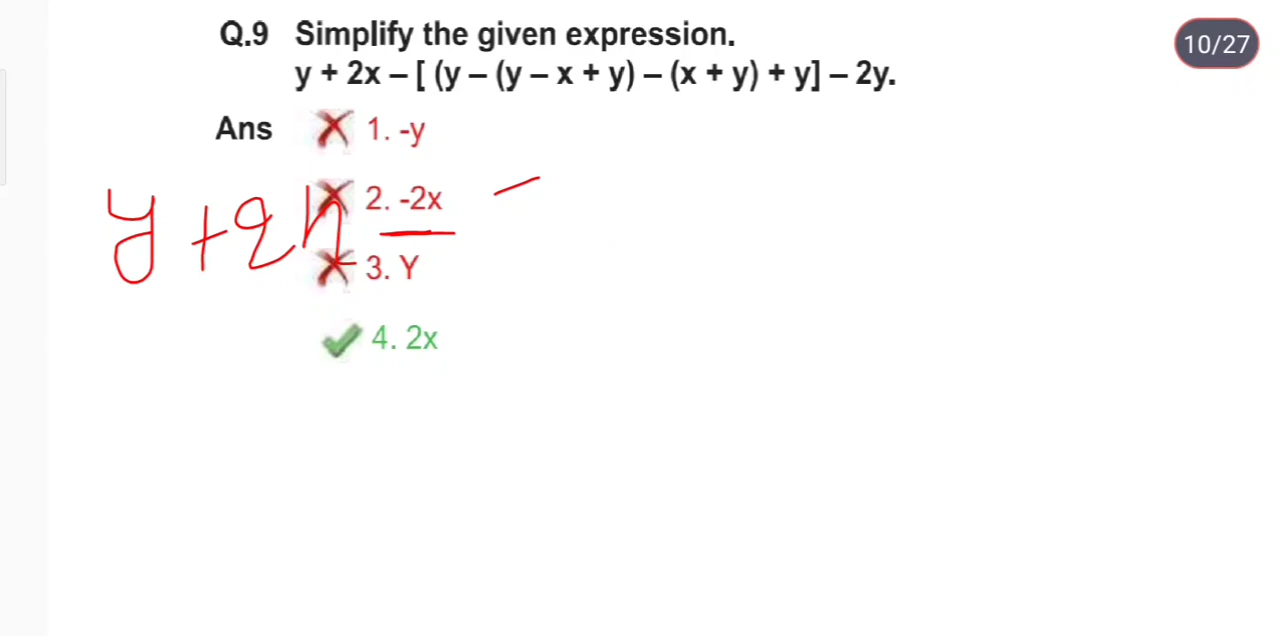 10/27
Q.9 Simplify the given expression.
y + 2x – [ (y – (y – x + y) – (x + y) + y] – 2y.
Ans 1. -y
2. -2x
3. Y
4. 2x
y + 2x –